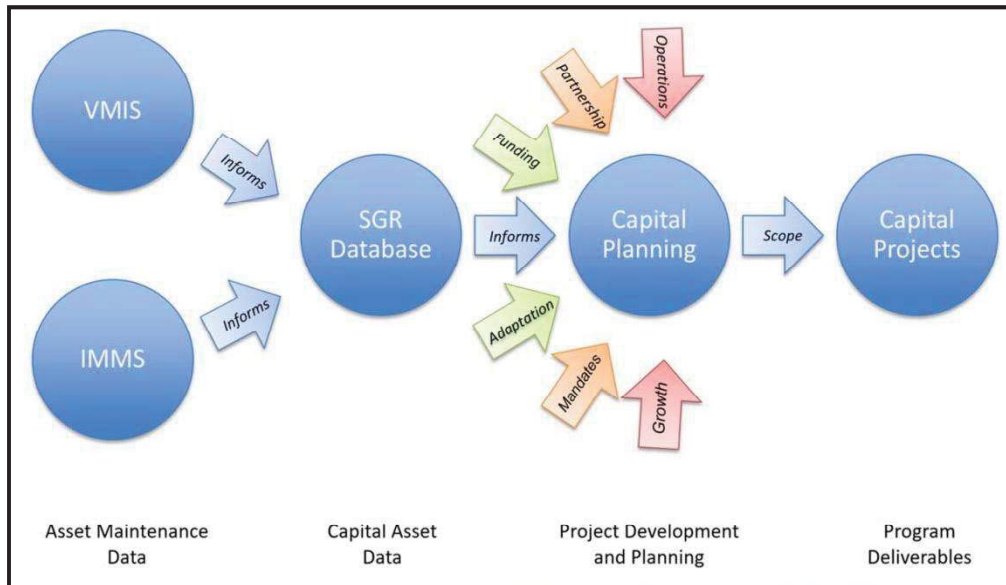 VMIS
IMMS
Informs
Informs
SGR
Database
Informs
Funding
Partnership
Operations
Adaptation
Mandates
Growth
Capital
Planning
Scope
Capital
Projects
Asset Maintenance
Data
Capital Asset
Data
Project Development
and Planning
Program
Deliverables